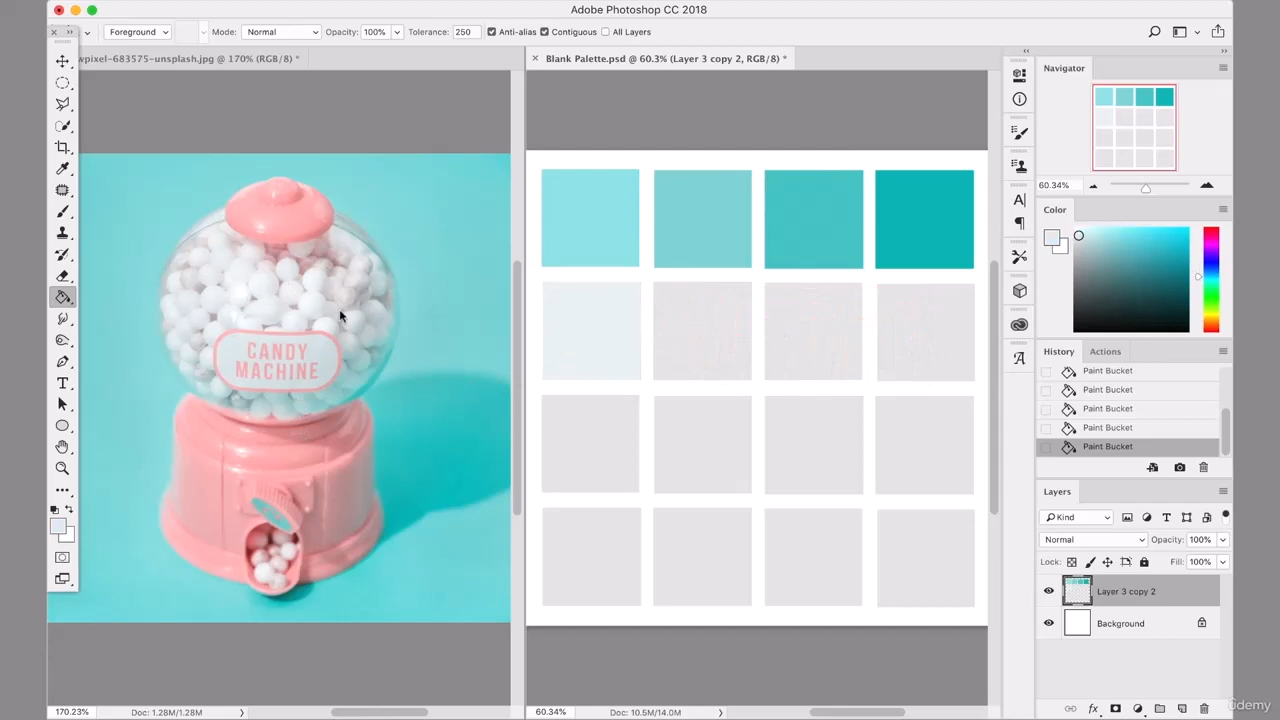 Adobe Photoshop CC 2018
Foreground
Mode: Normal
Opacity: 100%
Tolerance: 250
Anti-alias
Contiguous
All Layers
wpixel-683575-unsplash.jpg @ 170% (RGB/8) *
Blank Palette.psd @ 60.3% (Layer 3 copy 2, RGB/8) *
Navigator
60.34%
Color
CANDY
MACHINE
History
Actions
Paint Bucket
Paint Bucket
Paint Bucket
Paint Bucket
Paint Bucket
Layers
Kind
Normal
Opacity: 100%
Lock:
Fill: 100%
Layer 3 copy 2
Background
170.23%
Doc: 1.28M/1.28M
60.34%
Doc: 10.5M/14.0M
Udemy